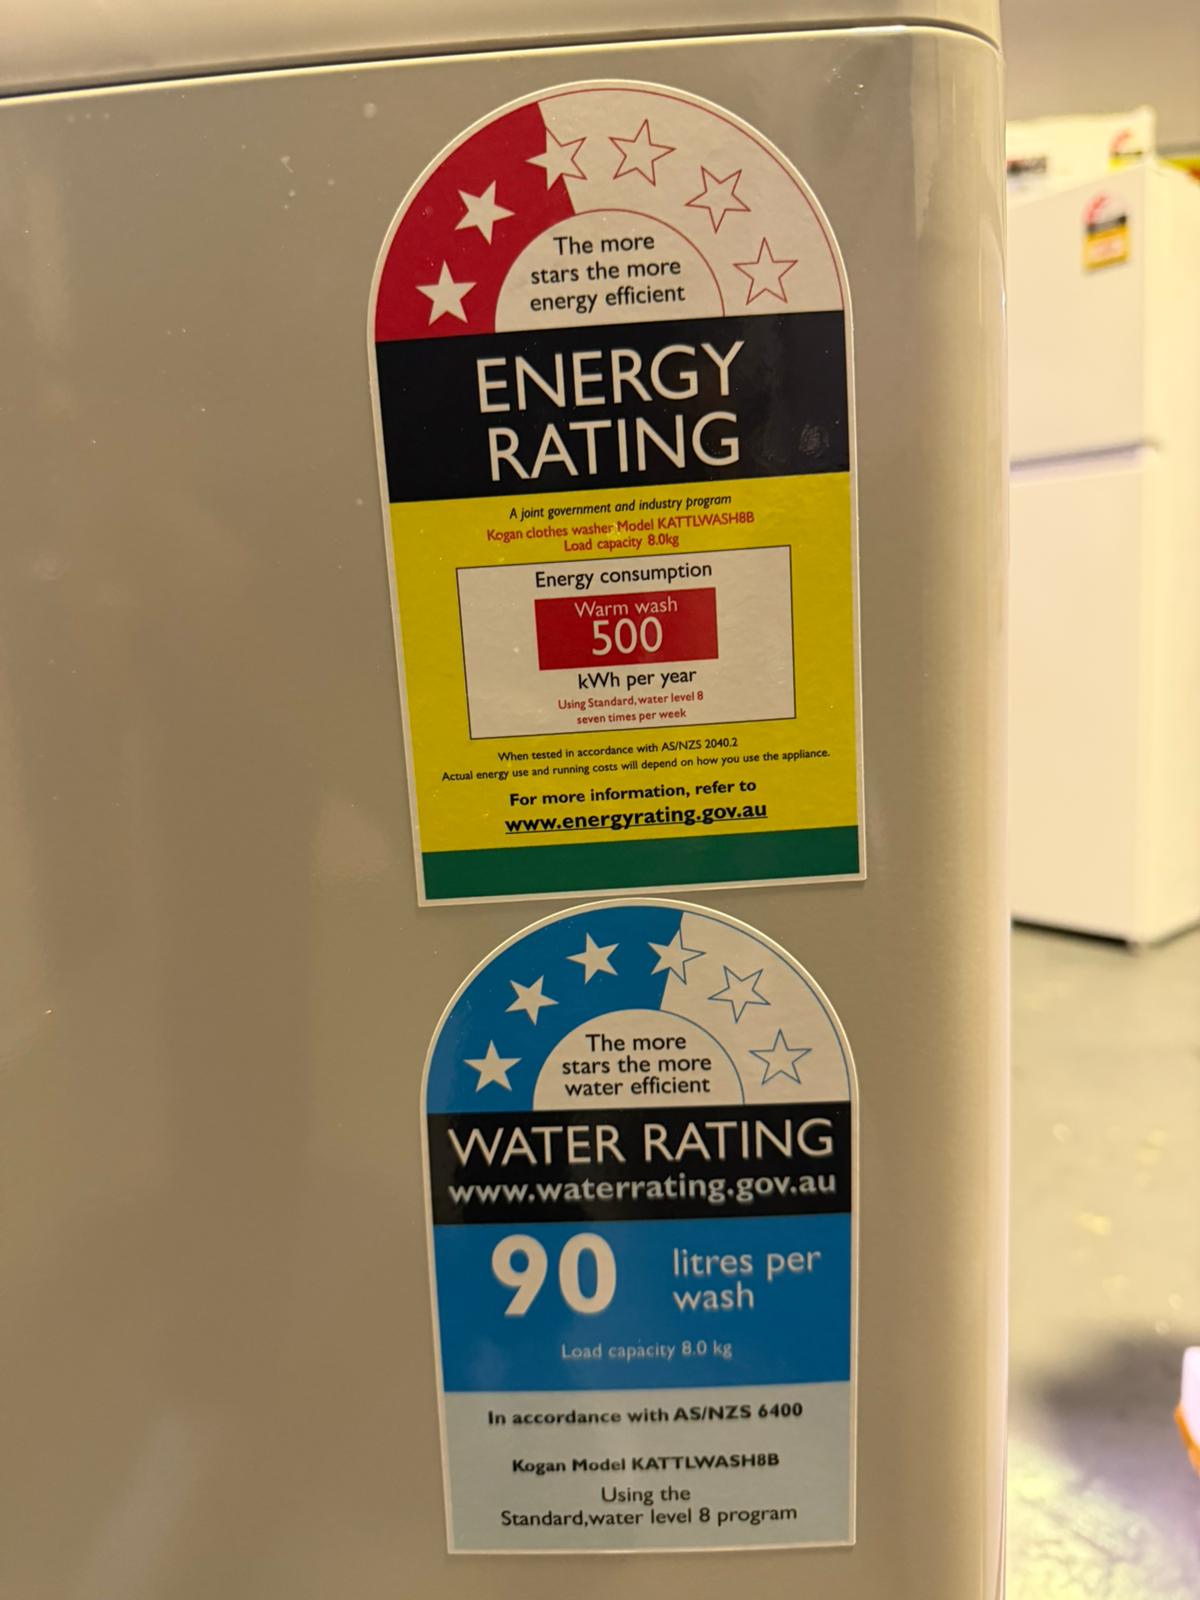 The more
stars the more
energy efficient
ENERGY
RATING
A joint government and industry program
Kogan clothes washer Model KATTLWASH8B
Load capacity 8.0kg
Energy consumption
Warm wash
500
kWh per year
Using Standard,water level 8
seven times per week
When tested in accordance with AS/NZS 2040.2
Actual energy use and running costs will depend on how you use the appliance.
For more information, refer to
www.energyrating.gov.au
The more
stars the more
water efficient
WATER RATING
www.waterrating.gov.au
90 litres per
wash
Load capacity 8.0 kg
In accordance with AS/NZS 6400
Kogan Model KATTLWASH8B
Using the
Standard,water level 8 program